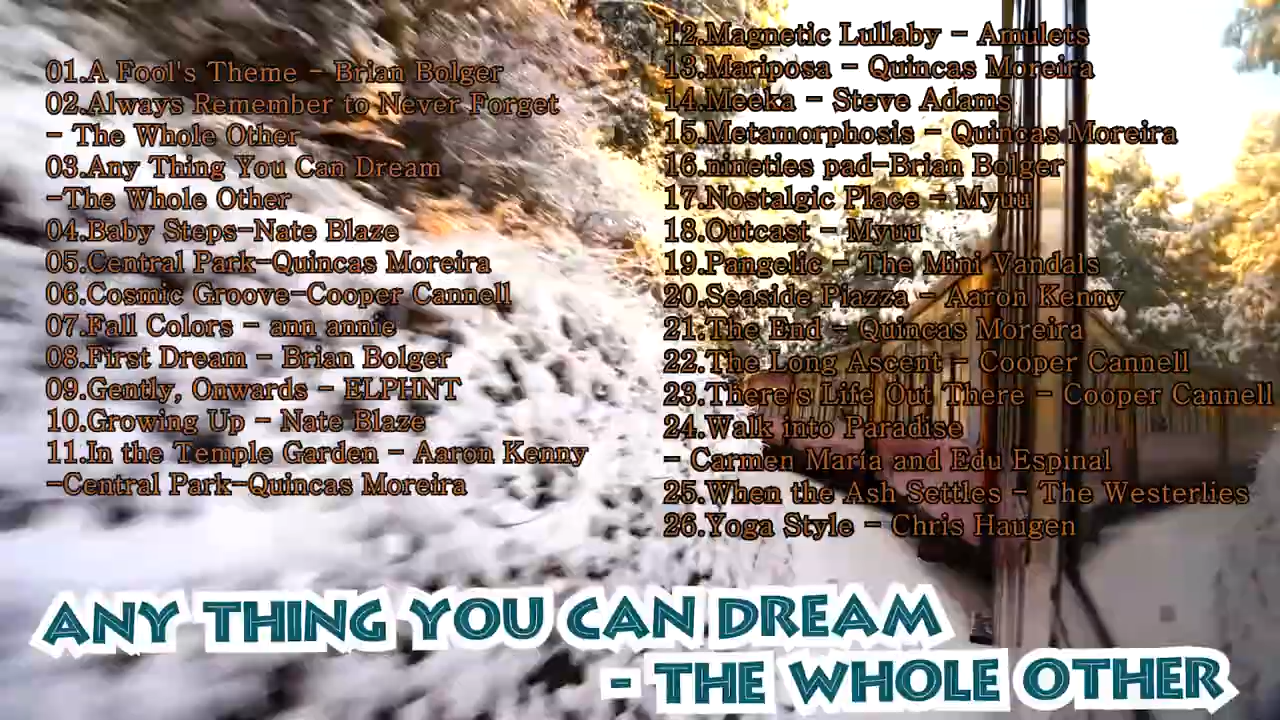 01.A Fool's Theme - Brian Bolger
02.Always Remember to Never Forget
- The Whole Other
03.Any Thing You Can Dream
-The Whole Other
04.Baby Steps-Nate Blaze
05.Central Park-Quincas Moreira
06.Cosmic Groove-Cooper Cannell
07.Fall Colors - ann annie
08.First Dream - Brian Bolger
09.Gently, Onwards - ELPHNT
10.Growing Up - Nate Blaze
11.In the Temple Garden - Aaron Kenny
-Central Park-Quincas Moreira
12.Magnetic Lullaby - Amulets
13.Mariposa - Quincas Moreira
14.Meeka - Steve Adams
15.Metamorphosis - Quincas Moreira
16.nineties pad-Brian Bolger
17.Nostalgic Place - Myuu
18.Outcast - Myuu
19.Pangelic - The Mini Vandals
20.Seaside Piazza - Aaron Kenny
21.The End - Quincas Moreira
22.The Long Ascent - Cooper Cannell
23.There's Life Out There - Cooper Cannell
24.Walk into Paradise
- Carmen María and Edu Espinal
25.When the Ash Settles - The Westerlies
26.Yoga Style - Chris Haugen
ANY THING YOU CAN DREAM
- THE WHOLE OTHER